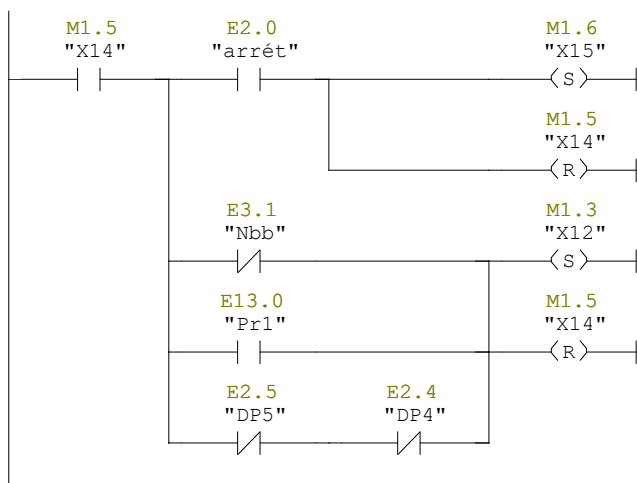 M1.5 E2.0 M1.6
"X14" "arrét" "X15"
S
M1.5
"X14"
R
E3.1 M1.3
"Nbb" "X12"
S
E13.0 M1.5
"Pr1" "X14"
R
E2.5 E2.4
"DP5" "DP4"